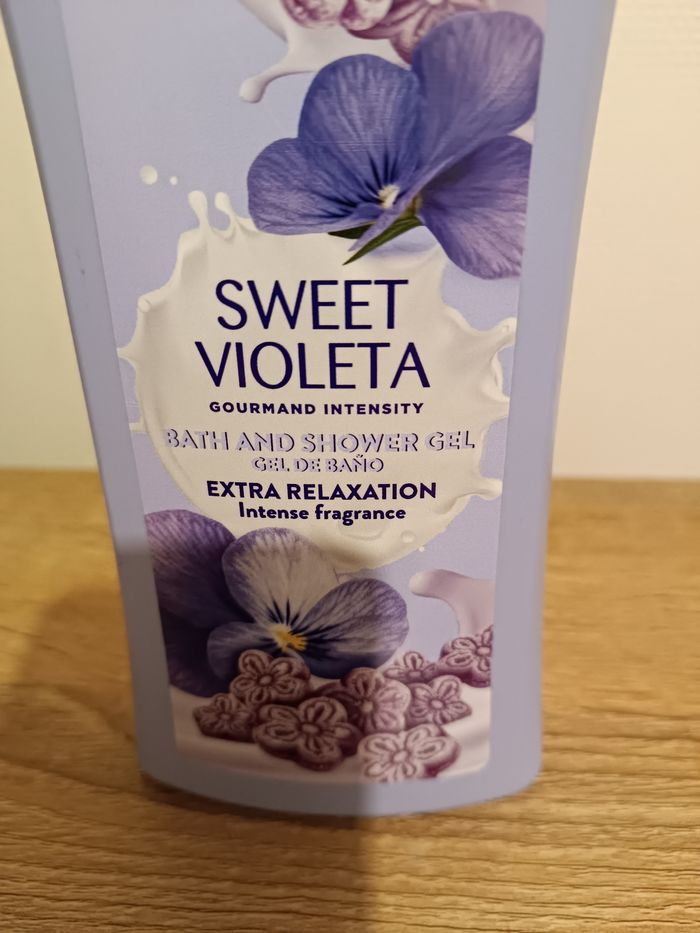 SWEET
VIOLETA
GOURMAND INTENSITY
BATH AND SHOWER GEL
GEL DE BAÑO
EXTRA RELAXATION
Intense fragrance